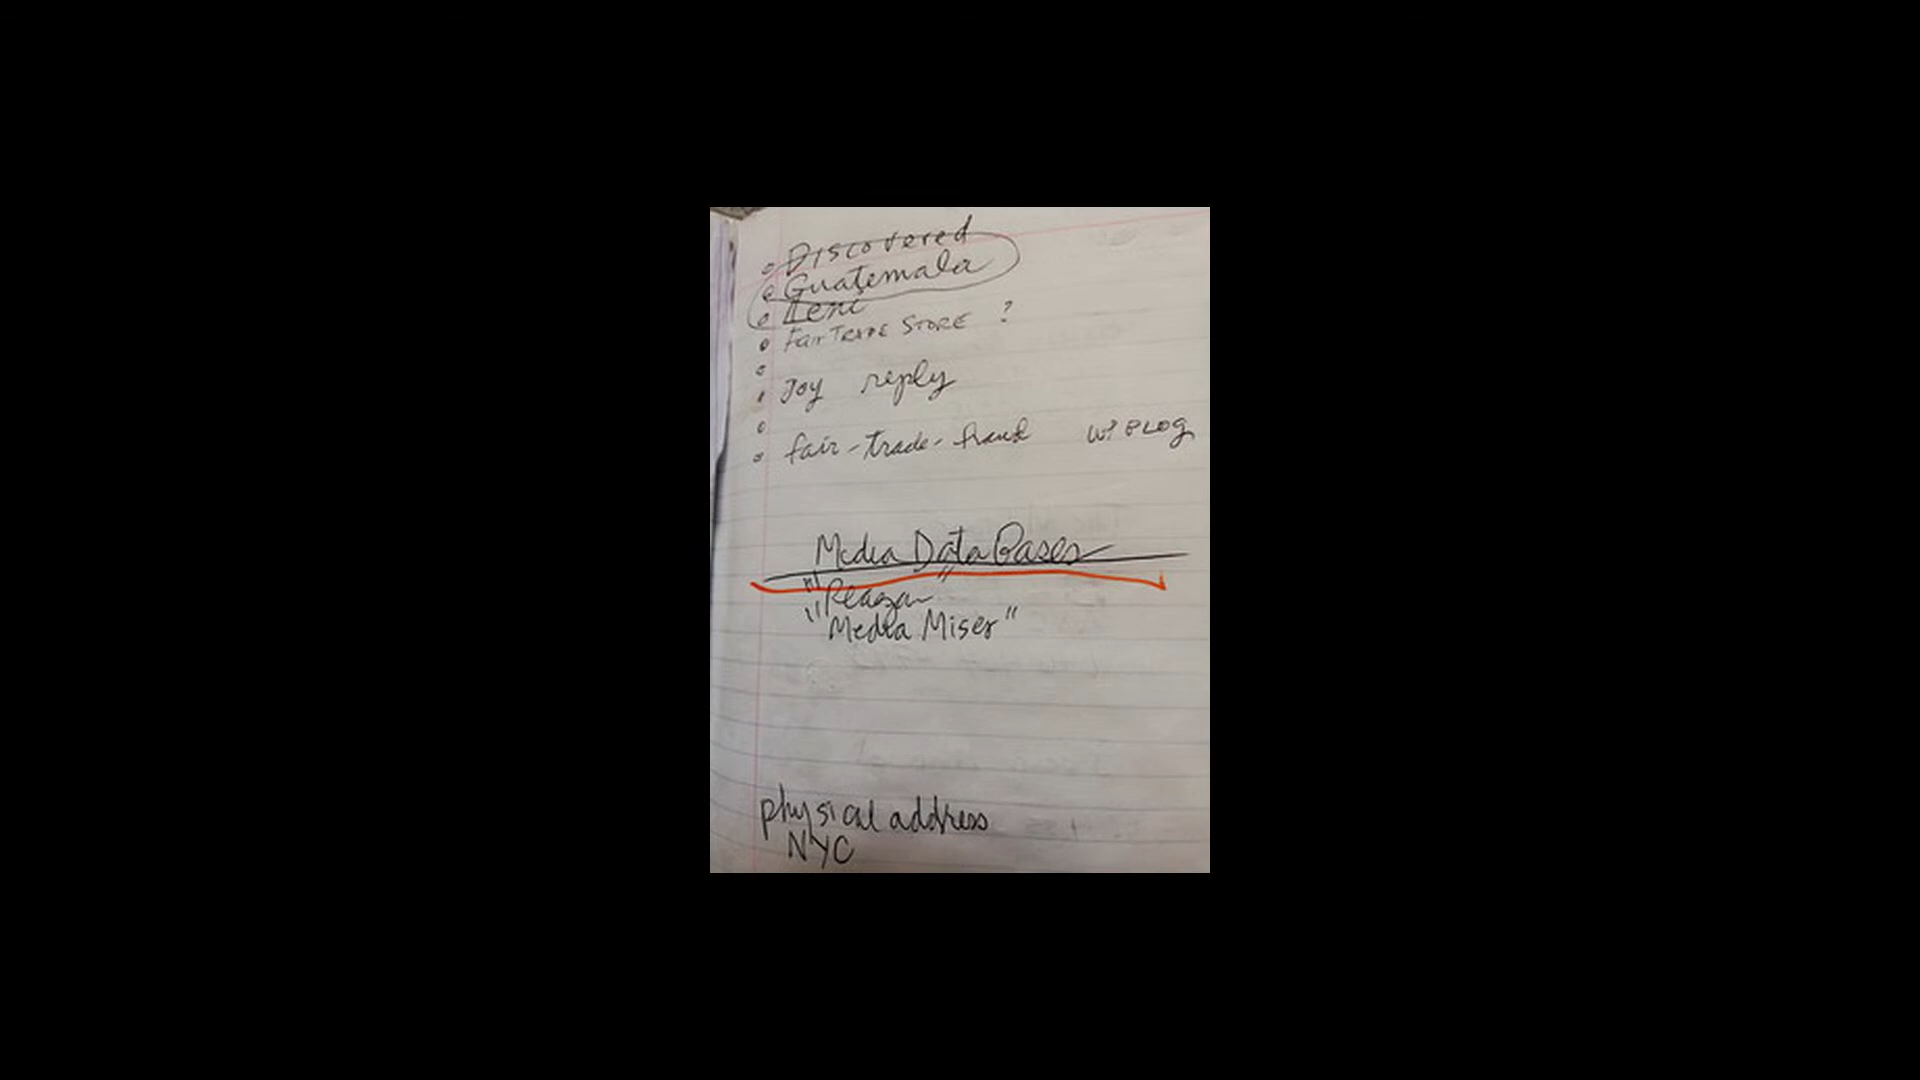 Discovered
Guatemala
Fair TRADE STORE ?
Joy reply
fair-trade-fraud WP BLOG
Media Data Bases
"Reagan"
"Media Miser"
physical address
NYC